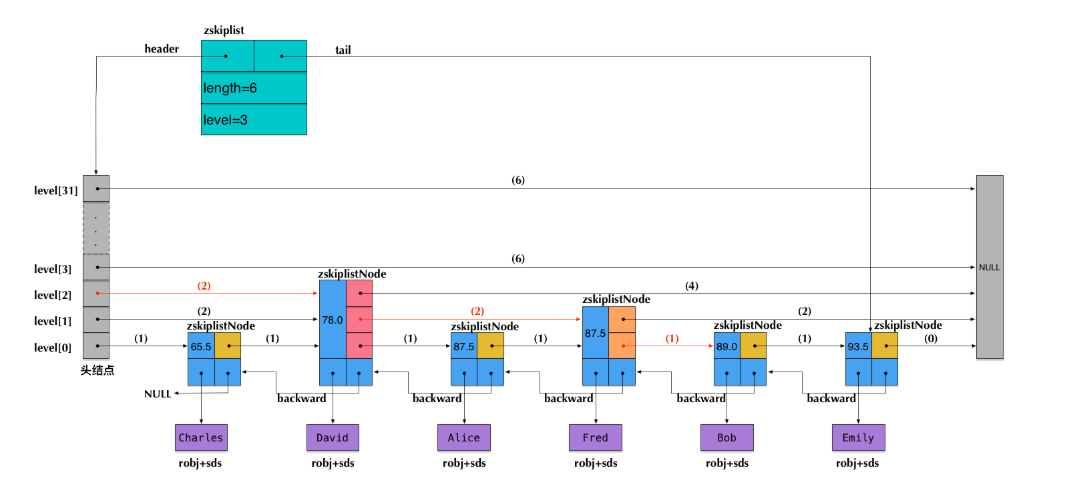 zskiplist
header
tail
length=6
level=3
level[31]
(6)
.
.
.
level[3]
(6)
NULL
zskiplistNode
level[2]
(2)
(4)
zskiplistNode
level[1]
(2)
78.0
(2)
(2)
zskiplistNode
zskiplistNode
zskiplistNode
zskiplistNode
level[0]
(1)
65.5
(1)
(1)
87.5
(1)
87.5
(1)
89.0
(1)
93.5
(0)
头结点
NULL
backward
backward
backward
backward
backward
Charles
David
Alice
Fred
Bob
Emily
robj+sds
robj+sds
robj+sds
robj+sds
robj+sds
robj+sds